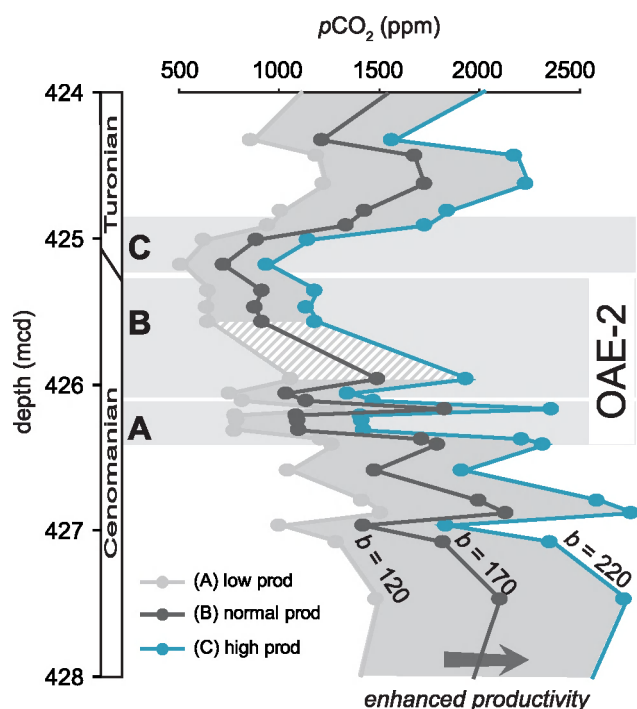 pCO₂ (ppm)
500 1000 1500 2000 2500
424
425
426
427
428
depth (mcd)
Turonian
Cenomanian
C
B
A
OAE-2
b = 120
b = 170
b = 220
(A) low prod
(B) normal prod
(C) high prod
enhanced productivity